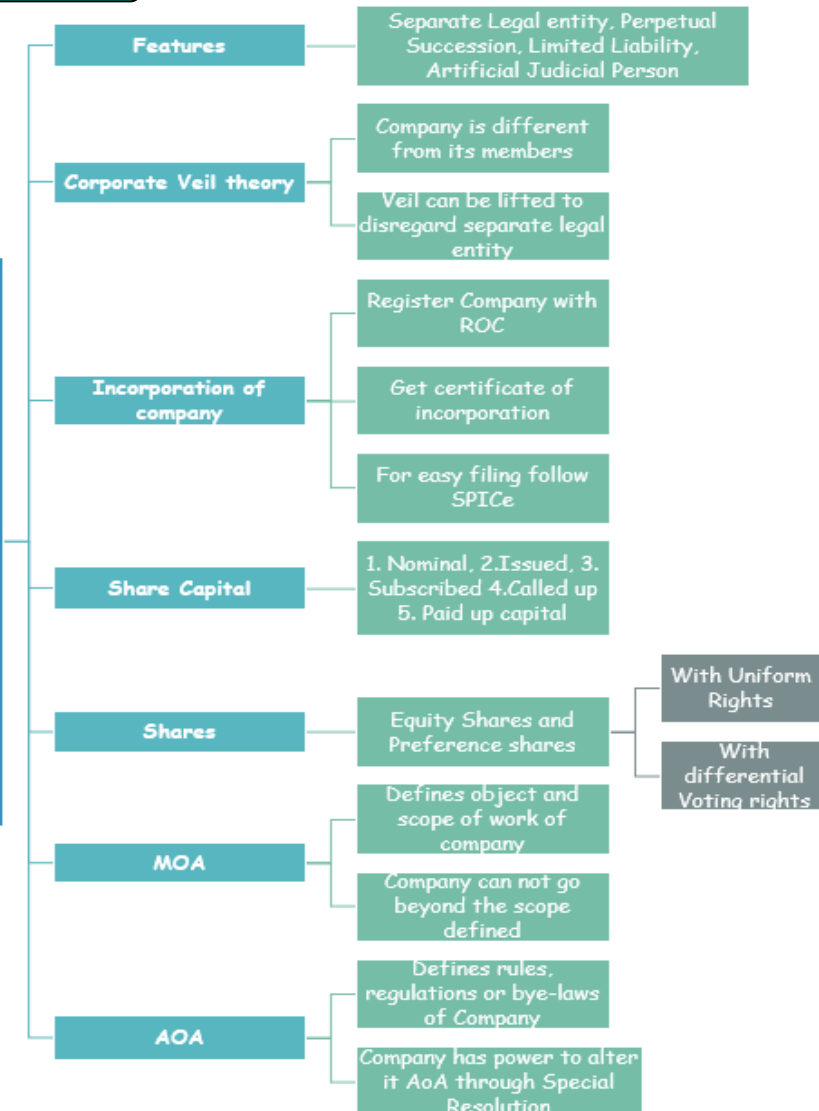 Features
Separate Legal entity, Perpetual
Succession, Limited Liability,
Artificial Judicial Person
Corporate Veil theory
Company is different
from its members
Veil can be lifted to
disregard separate legal
entity
Incorporation of
company
Register Company with
ROC
Get certificate of
incorporation
For easy filing follow
SPICe
Share Capital
1. Nominal, 2.Issued, 3.
Subscribed 4.Called up
5. Paid up capital
Shares
Equity Shares and
Preference shares
With Uniform
Rights
With
differential
Voting rights
MOA
Defines object and
scope of work of
company
Company can not go
beyond the scope
defined
AOA
Defines rules,
regulations or bye-laws
of Company
Company has power to alter
it AoA through Special
Resolution